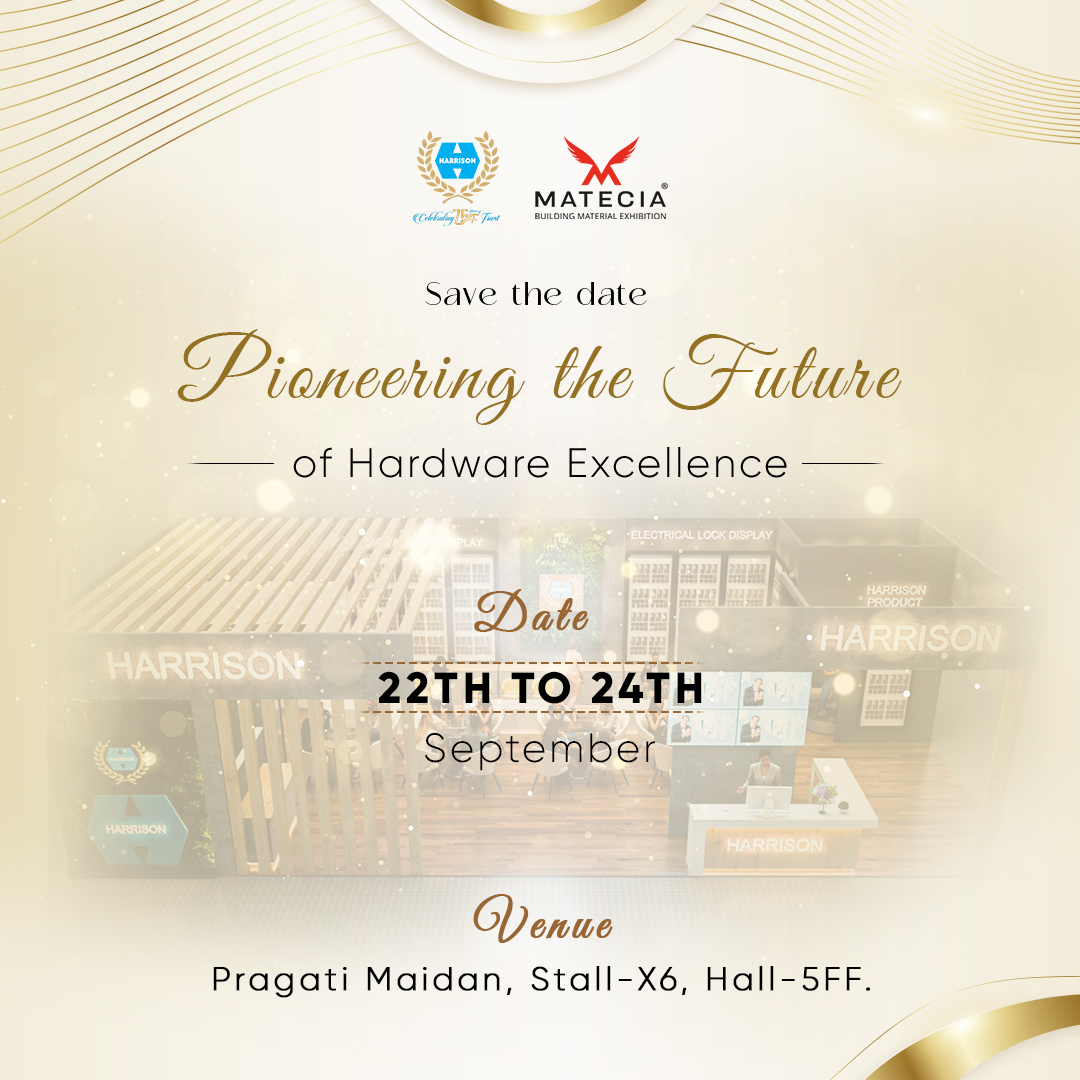 HARRISON
Celebrating 75 Trust
MATECIA®
BUILDING MATERIAL EXHIBITION
Save the date
Pioneering the Future
of Hardware Excellence
PLAY
ELECTRICAL LOCK DISPLAY
HARRISON
PRODUCT
HARRISON
HARRISON
Date
22TH TO 24TH
September
HARRISON
HARRISON
Venue
Pragati Maidan, Stall-X6, Hall-5FF.